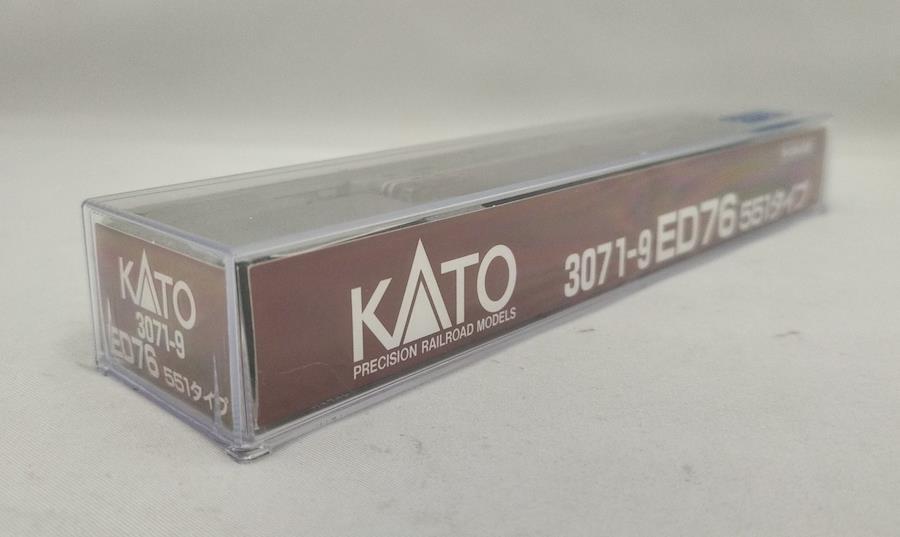 KATO
3071-9
ED76 551タイプ
KATO
PRECISION RAILROAD MODELS
3071-9 ED76 551タイプ